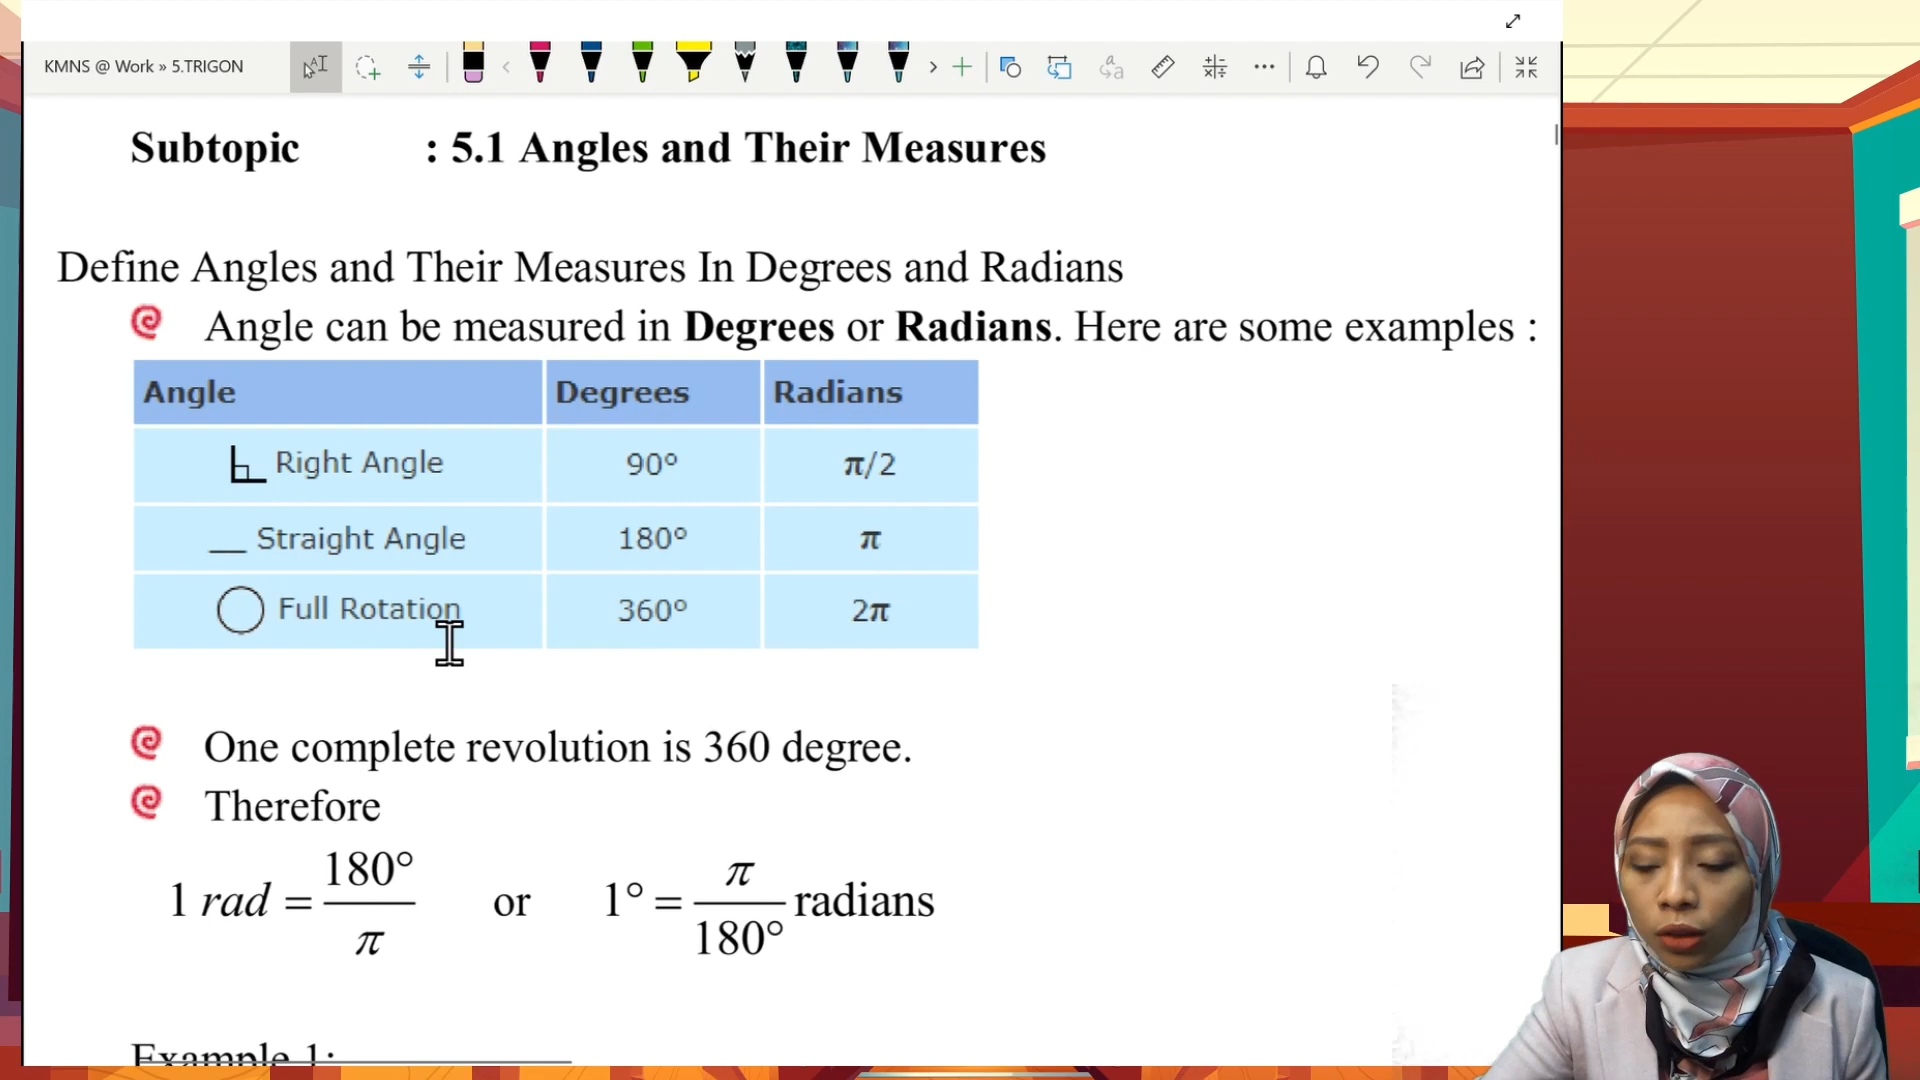 KMNS @ Work » 5.TRIGON
Subtopic : 5.1 Angles and Their Measures
Define Angles and Their Measures In Degrees and Radians
Angle can be measured in Degrees or Radians. Here are some examples :
Angle Degrees Radians
Right Angle 90° π/2
Straight Angle 180° π
Full Rotation 360° 2π
One complete revolution is 360 degree.
Therefore
1 rad = 180°/π or 1° = π/180° radians
Example 1: